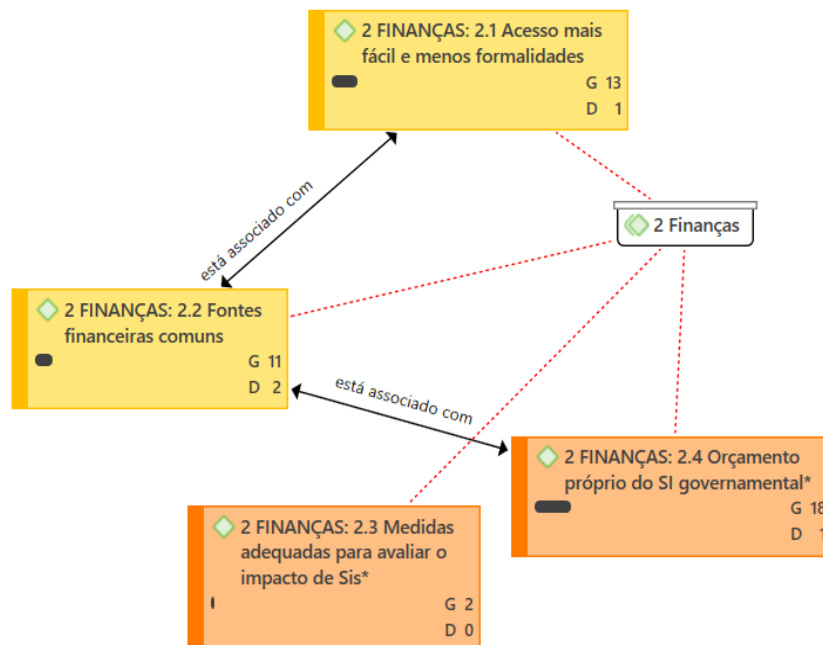 2 FINANÇAS: 2.1 Acesso mais
fácil e menos formalidades
G 13
D 1
está associado com
2 Finanças
2 FINANÇAS: 2.2 Fontes
financeiras comuns
G 11
D 2
está associado com
2 FINANÇAS: 2.4 Orçamento
próprio do SI governamental*
G 18
D 1
2 FINANÇAS: 2.3 Medidas
adequadas para avaliar o
impacto de Sis*
G 2
D 0